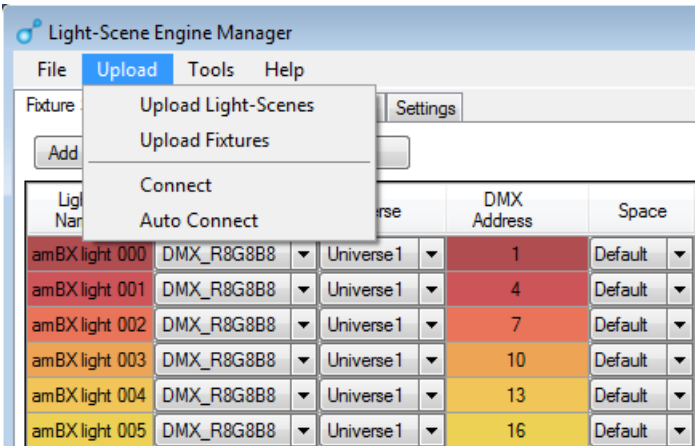 Light-Scene Engine Manager
File Upload Tools Help
Fixture Settings
Upload Light-Scenes
Upload Fixtures
Connect
Auto Connect
Add
DMX Address Space
amBX light 000 DMX_R8G8B8 Universe1 1 Default
amBX light 001 DMX_R8G8B8 Universe1 4 Default
amBX light 002 DMX_R8G8B8 Universe1 7 Default
amBX light 003 DMX_R8G8B8 Universe1 10 Default
amBX light 004 DMX_R8G8B8 Universe1 13 Default
amBX light 005 DMX_R8G8B8 Universe1 16 Default